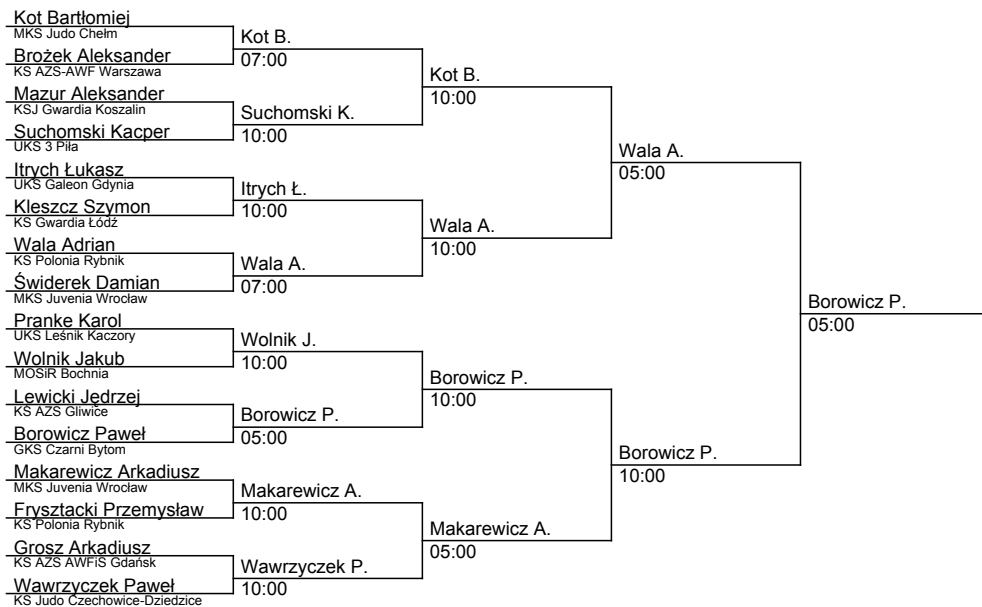 Kot Bartłomiej
MKS Judo Chełm
Brożek Aleksander
KS AZS-AWF Warszawa
Mazur Aleksander
KSJ Gwardia Koszalin
Suchomski Kacper
UKS 3 Piła
Itrych Łukasz
UKS Galeon Gdynia
Kleszcz Szymon
KS Gwardia Łódź
Wala Adrian
KS Polonia Rybnik
Świderek Damian
MKS Juvenia Wrocław
Pranke Karol
UKS Leśnik Kaczory
Wolnik Jakub
MOSiR Bochnia
Lewicki Jędrzej
KS AZS Gliwice
Borowicz Paweł
GKS Czarni Bytom
Makarewicz Arkadiusz
MKS Juvenia Wrocław
Frysztacki Przemysław
KS Polonia Rybnik
Grosz Arkadiusz
KS AZS AWFiS Gdańsk
Wawrzyczek Paweł
KS Judo Czechowice-Dziedzice
Kot B.
07:00
Suchomski K.
10:00
Itrych Ł.
10:00
Wala A.
07:00
Wolnik J.
10:00
Borowicz P.
05:00
Makarewicz A.
10:00
Wawrzyczek P.
10:00
Kot B.
10:00
Wala A.
10:00
Borowicz P.
10:00
Makarewicz A.
05:00
Wala A.
05:00
Borowicz P.
10:00
Borowicz P.
05:00